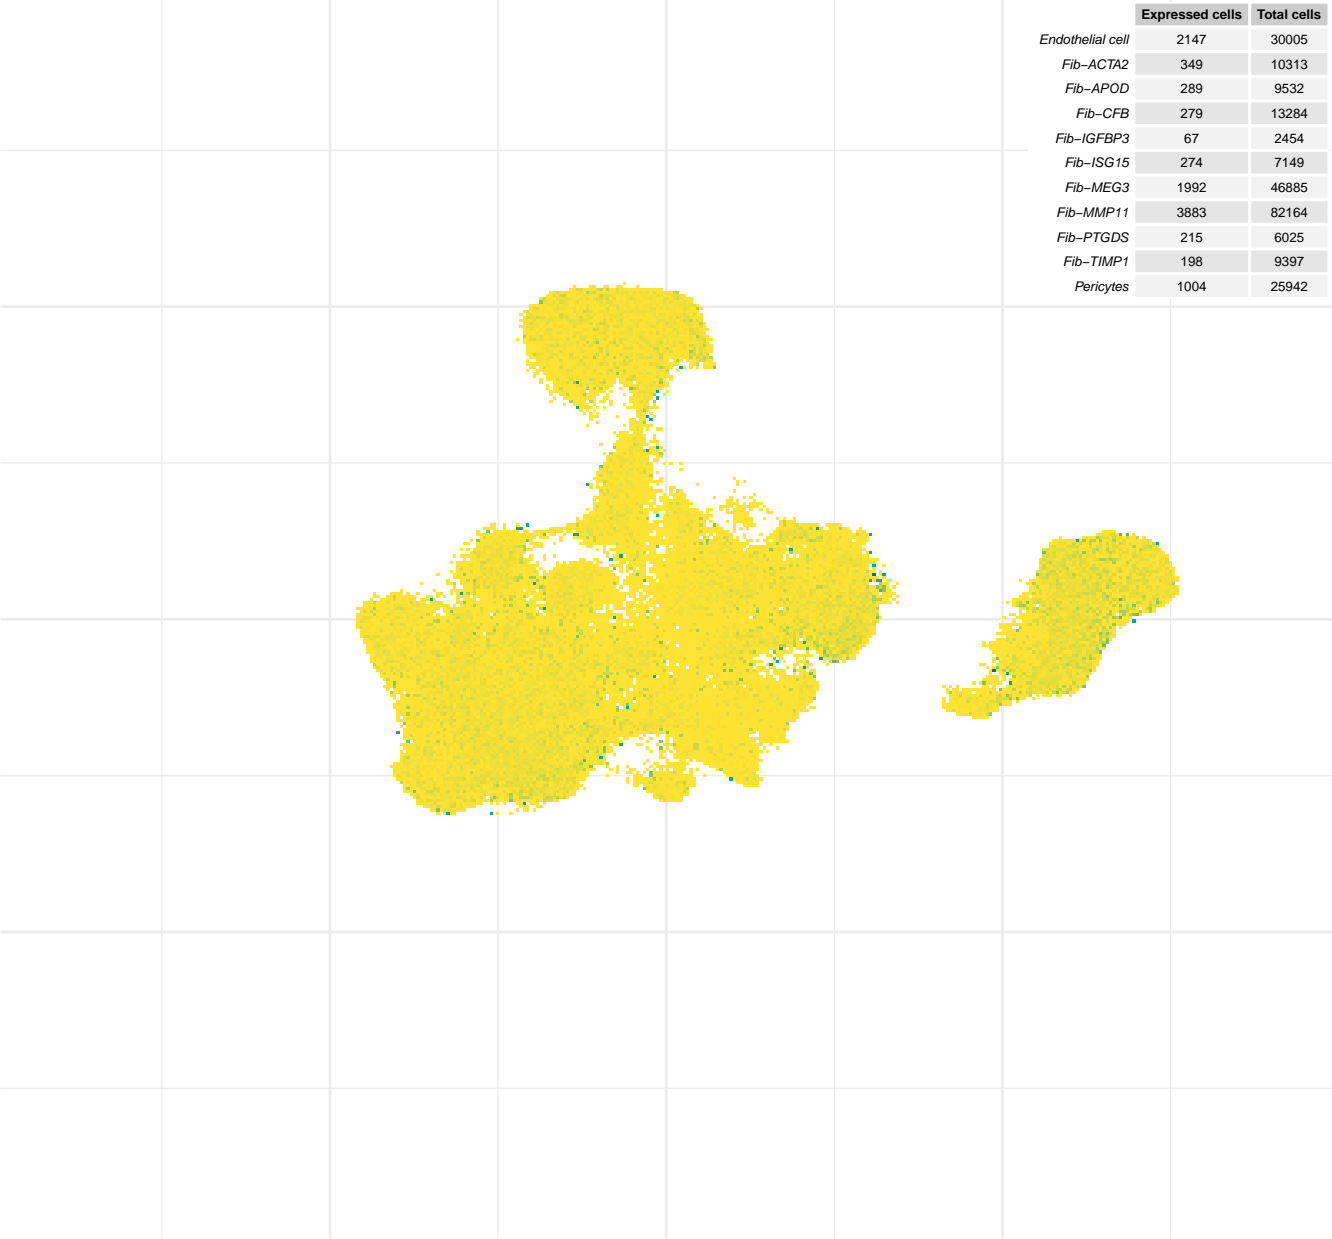 Expressed cells Total cells
Endothelial cell 2147 30005
Fib−ACTA2 349 10313
Fib−APOD 289 9532
Fib−CFB 279 13284
Fib−IGFBP3 67 2454
Fib−ISG15 274 7149
Fib−MEG3 1992 46885
Fib−MMP11 3883 82164
Fib−PTGDS 215 6025
Fib−TIMP1 198 9397
Pericytes 1004 25942